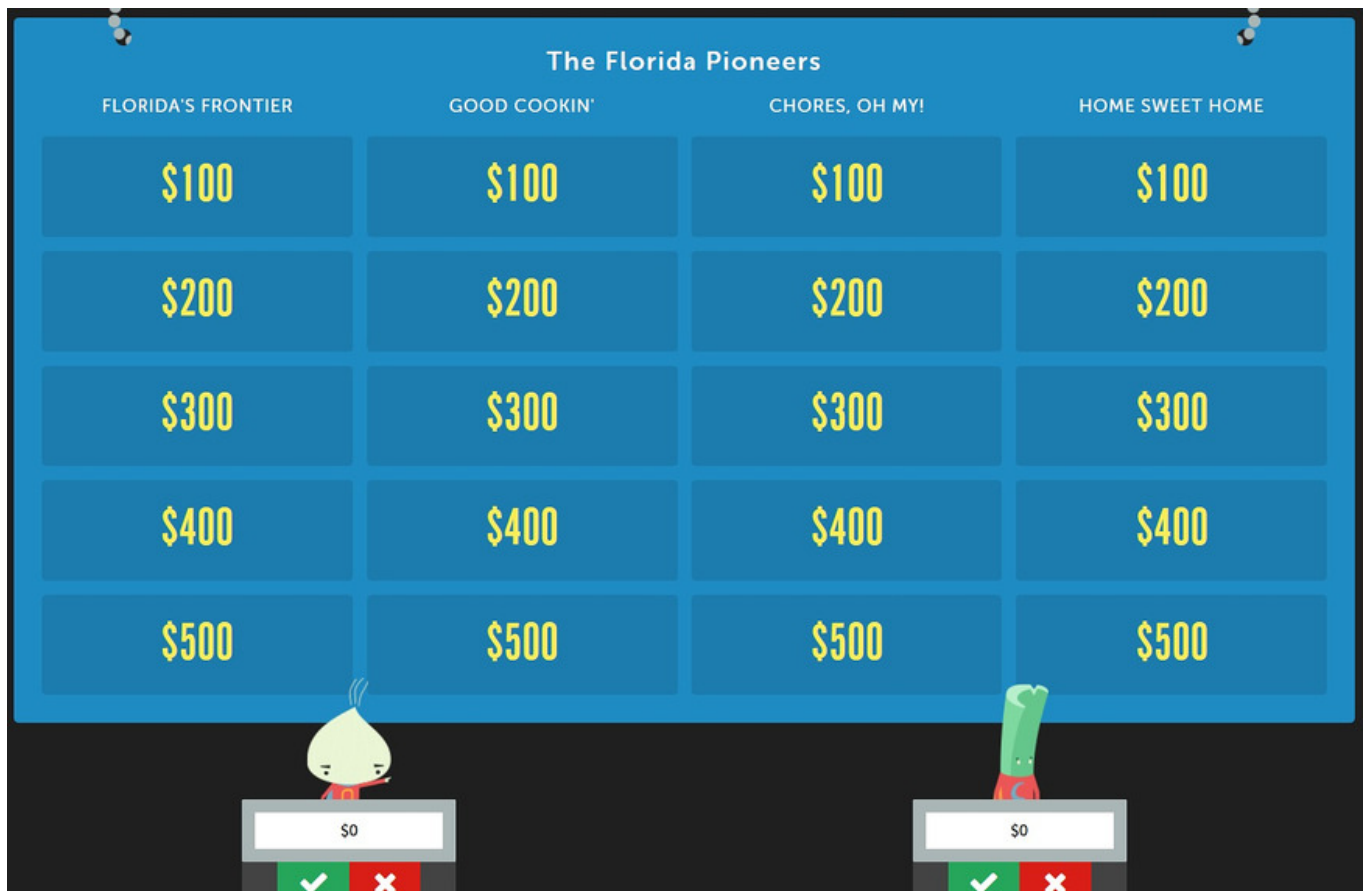 The Florida Pioneers
FLORIDA'S FRONTIER GOOD COOKIN' CHORES, OH MY! HOME SWEET HOME
$100 $100 $100 $100
$200 $200 $200 $200
$300 $300 $300 $300
$400 $400 $400 $400
$500 $500 $500 $500
$0 $0